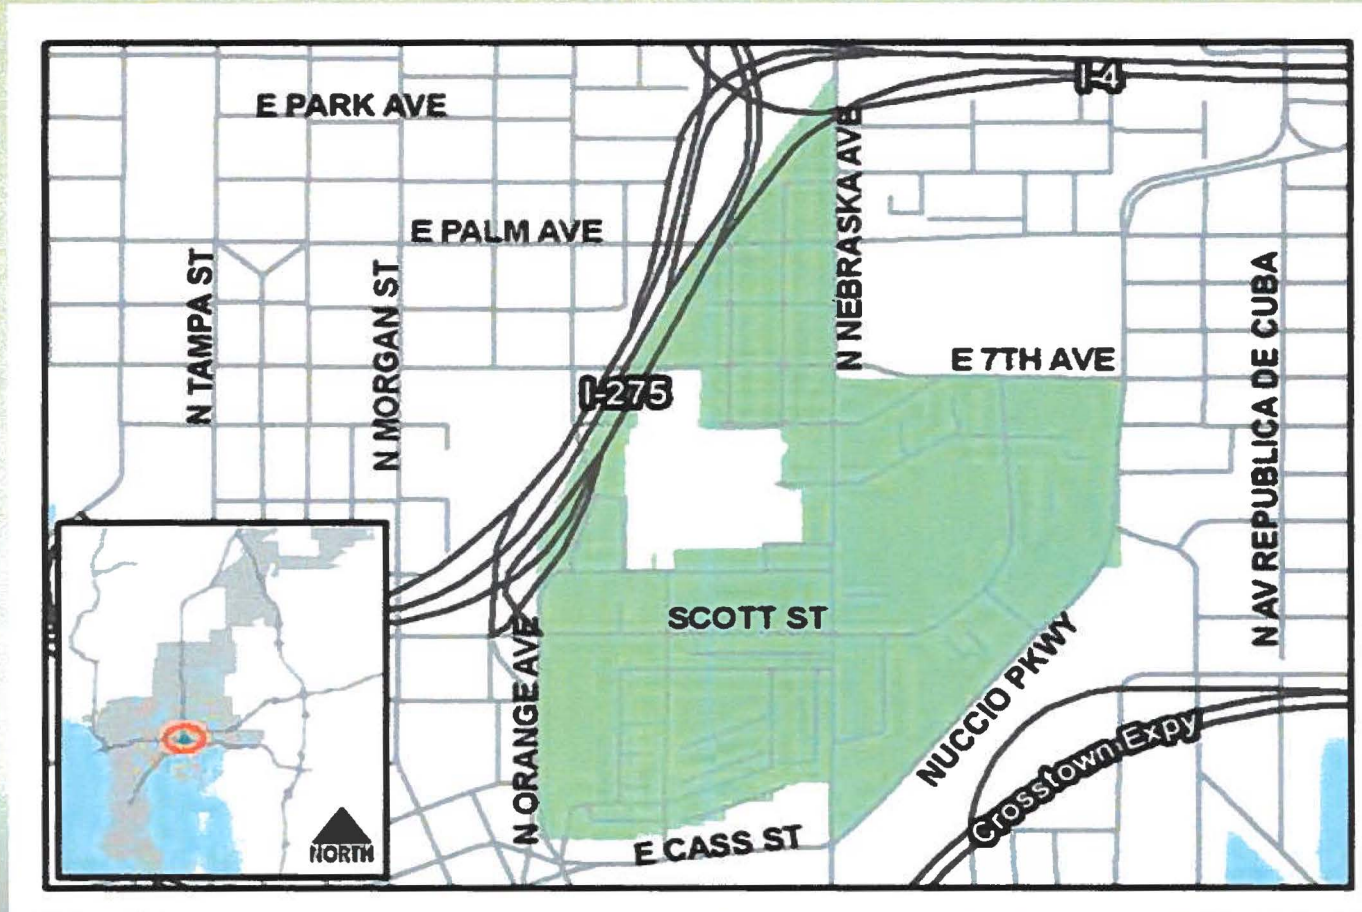 I-4
E PARK AVE
N NEBRASKA AVE
E PALM AVE
N TAMPA ST
N MORGAN ST
N AV REPUBLICA DE CUBA
E 7TH AVE
I-275
SCOTT ST
N ORANGE AVE
NUCCIO PKWY
Crosstown Expy
E CASS ST
NORTH